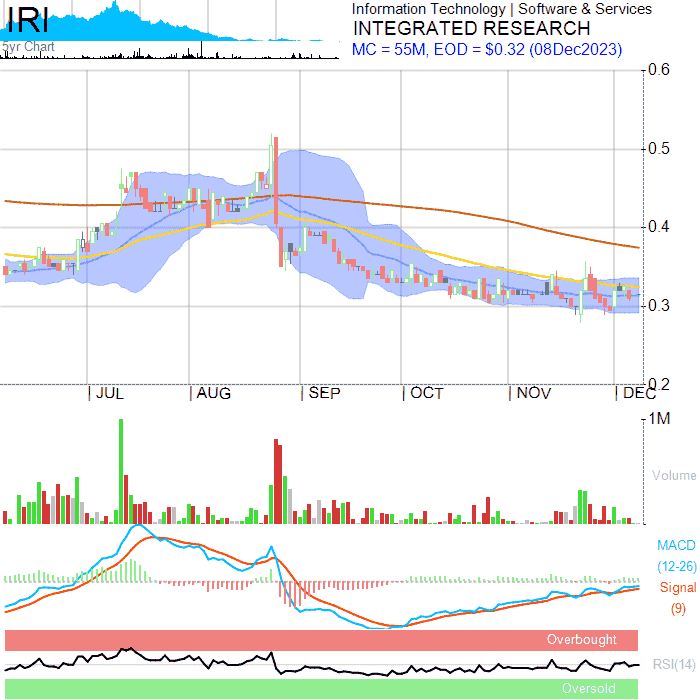 IRI
Information Technology | Software & Services
INTEGRATED RESEARCH
5yr Chart
MC = 55M, EOD = $0.32 (08Dec2023)
0.6
0.5
0.4
0.3
0.2
JUL AUG SEP OCT NOV DEC
1M
Volume
MACD
(12-26)
Signal
(9)
Overbought
RSI(14)
Oversold